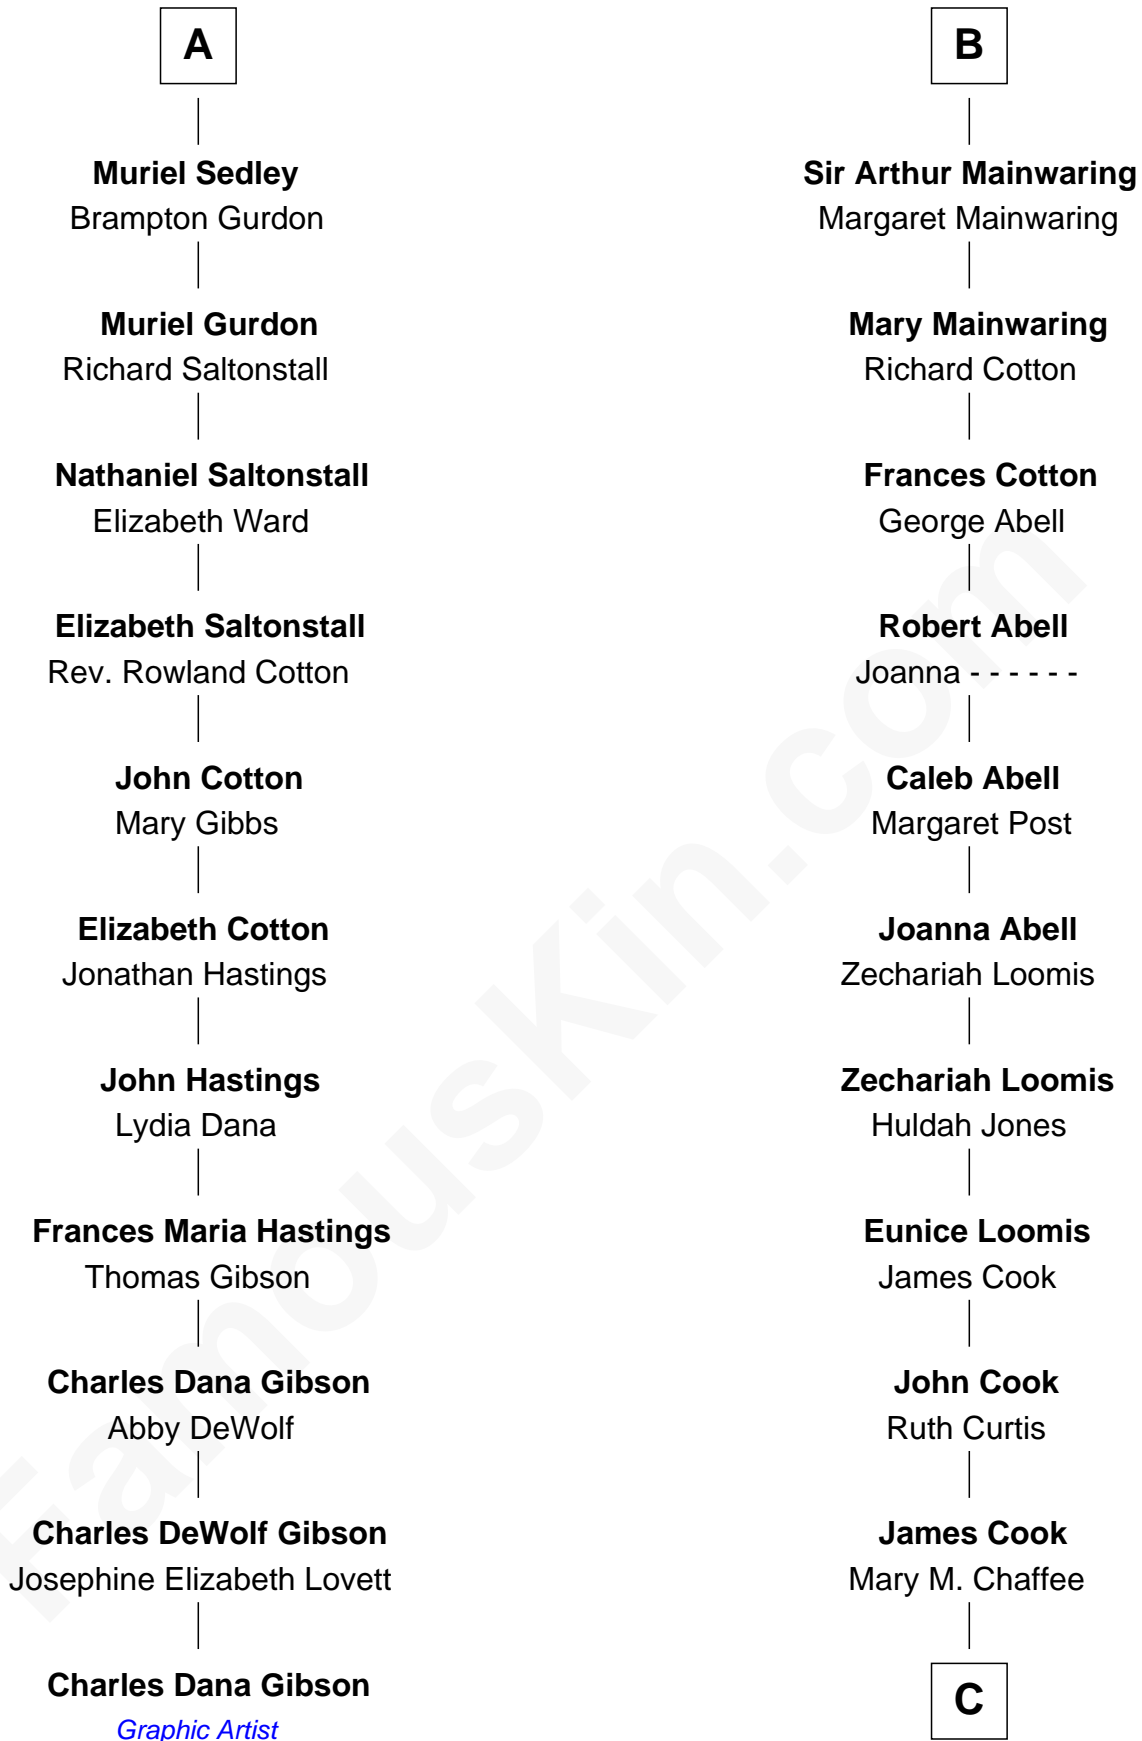 A
Muriel Sedley
Brampton Gurdon
Muriel Gurdon
Richard Saltonstall
Nathaniel Saltonstall
Elizabeth Ward
Elizabeth Saltonstall
Rev. Rowland Cotton
John Cotton
Mary Gibbs
Elizabeth Cotton
Jonathan Hastings
John Hastings
Lydia Dana
Frances Maria Hastings
Thomas Gibson
Charles Dana Gibson
Abby DeWolf
Charles DeWolf Gibson
Josephine Elizabeth Lovett
Charles Dana Gibson
Graphic Artist
B
Sir Arthur Mainwaring
Margaret Mainwaring
Mary Mainwaring
Richard Cotton
Frances Cotton
George Abell
Robert Abell
Joanna - - - - - -
Caleb Abell
Margaret Post
Joanna Abell
Zechariah Loomis
Zechariah Loomis
Huldah Jones
Eunice Loomis
James Cook
John Cook
Ruth Curtis
James Cook
Mary M. Chaffee
C
FamousKin.com